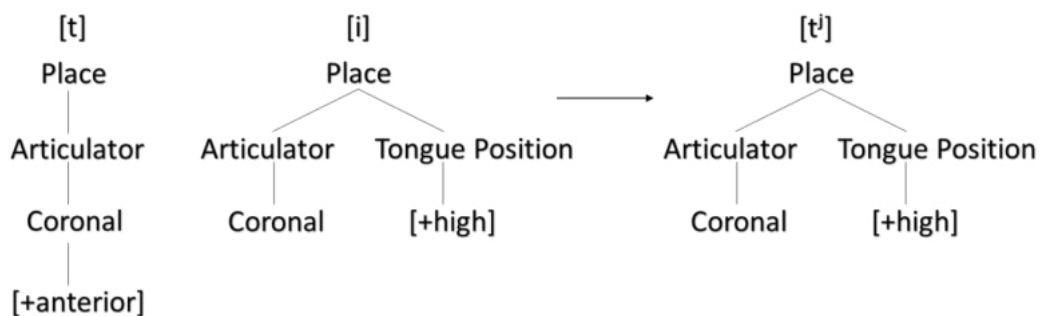 [t] [i] [tʲ]
Place Place Place
Articulator Articulator Tongue Position Articulator Tongue Position
Coronal Coronal [+high] Coronal [+high]
[+anterior]